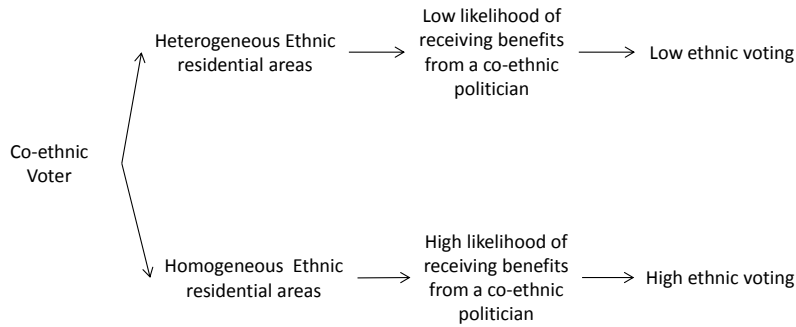 Co-ethnic
Voter
Heterogeneous Ethnic
residential areas
Low likelihood of
receiving benefits
from a co-ethnic
politician
Low ethnic voting
Homogeneous  Ethnic
residential areas
High likelihood of
receiving benefits
from a co-ethnic
politician
High ethnic voting